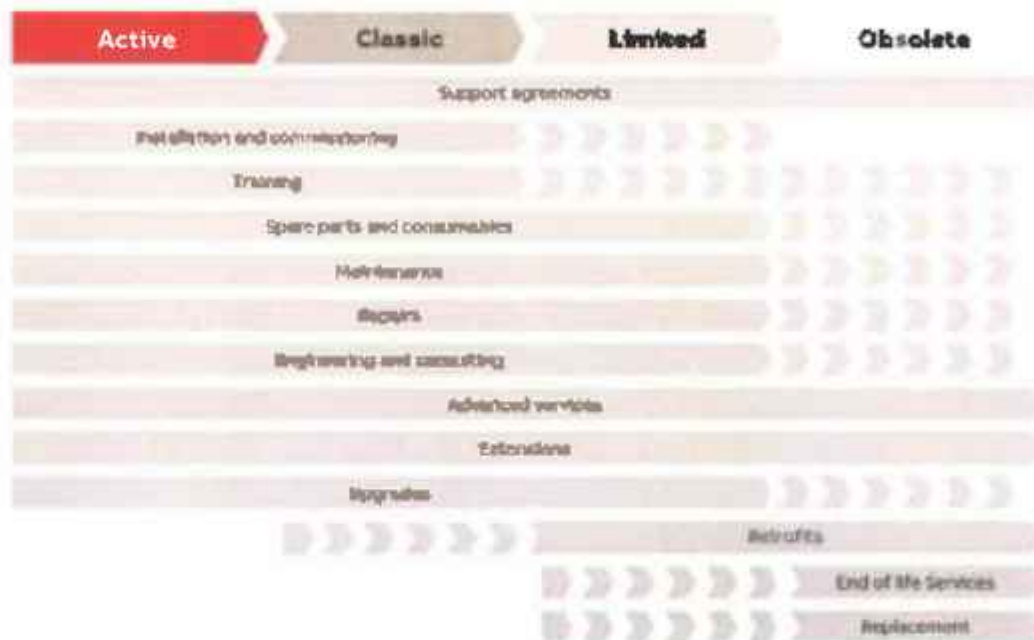 Active
Classic
Limited
Obsolete
Support agreements
Installation and commissioning
Training
Spare parts and consumables
Maintenance
Repairs
Engineering and consulting
Advanced services
Extensions
Upgrades
Retrofits
End of life Services
Replacement